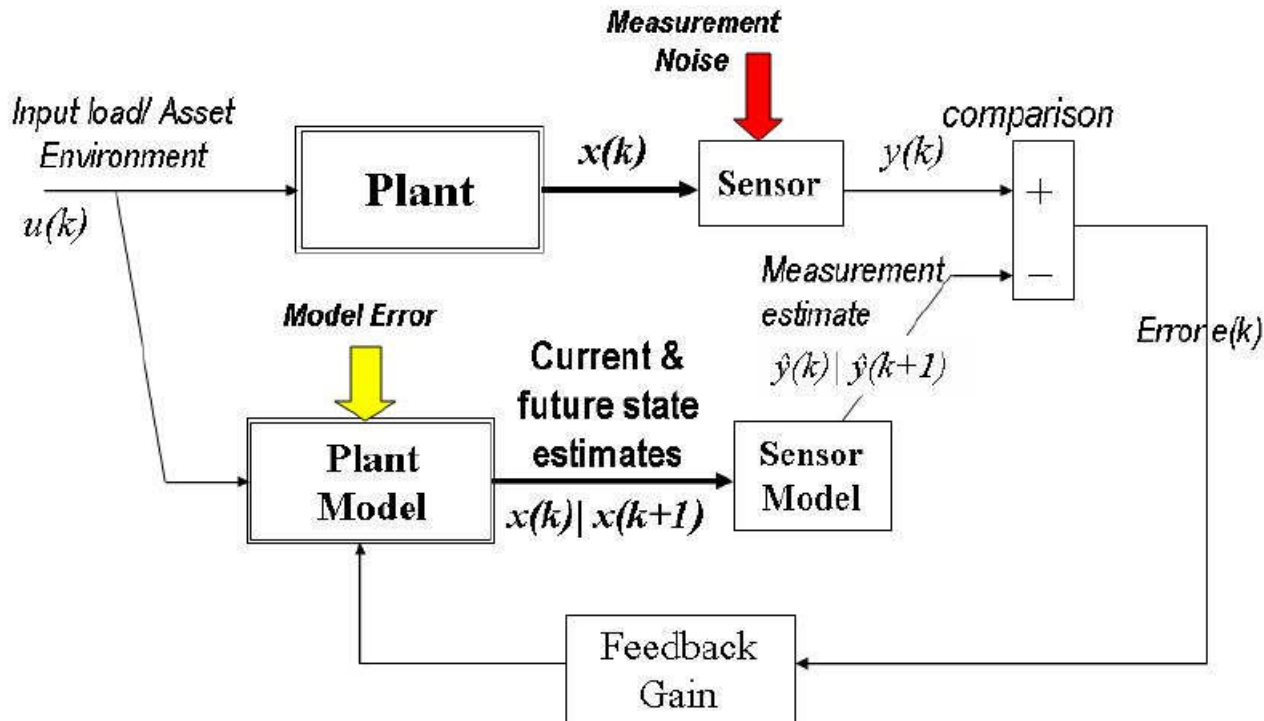 Measurement
Noise
Input load/ Asset
Environment
u(k)
Plant
x(k)
Sensor
y(k)
comparison
+
−
Measurement
estimate
ŷ(k)| ŷ(k+1)
Error e(k)
Model Error
Plant
Model
Current &
future state
estimates
x(k)| x(k+1)
Sensor
Model
Feedback
Gain